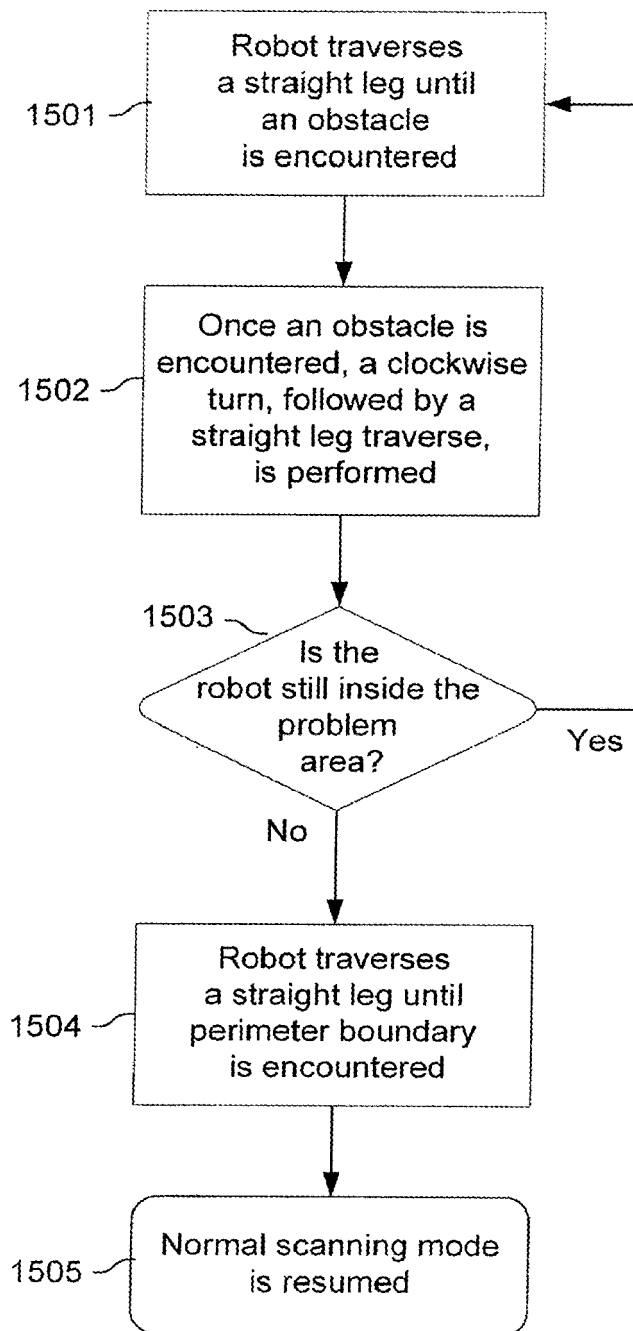 Robot traverses
a straight leg until
an obstacle
is encountered
1501
Once an obstacle is
encountered, a clockwise
turn, followed by a
straight leg traverse,
is performed
1502
1503
Is the
robot still inside the
problem
area?
Yes
No
Robot traverses
a straight leg until
perimeter boundary
is encountered
1504
Normal scanning mode
is resumed
1505